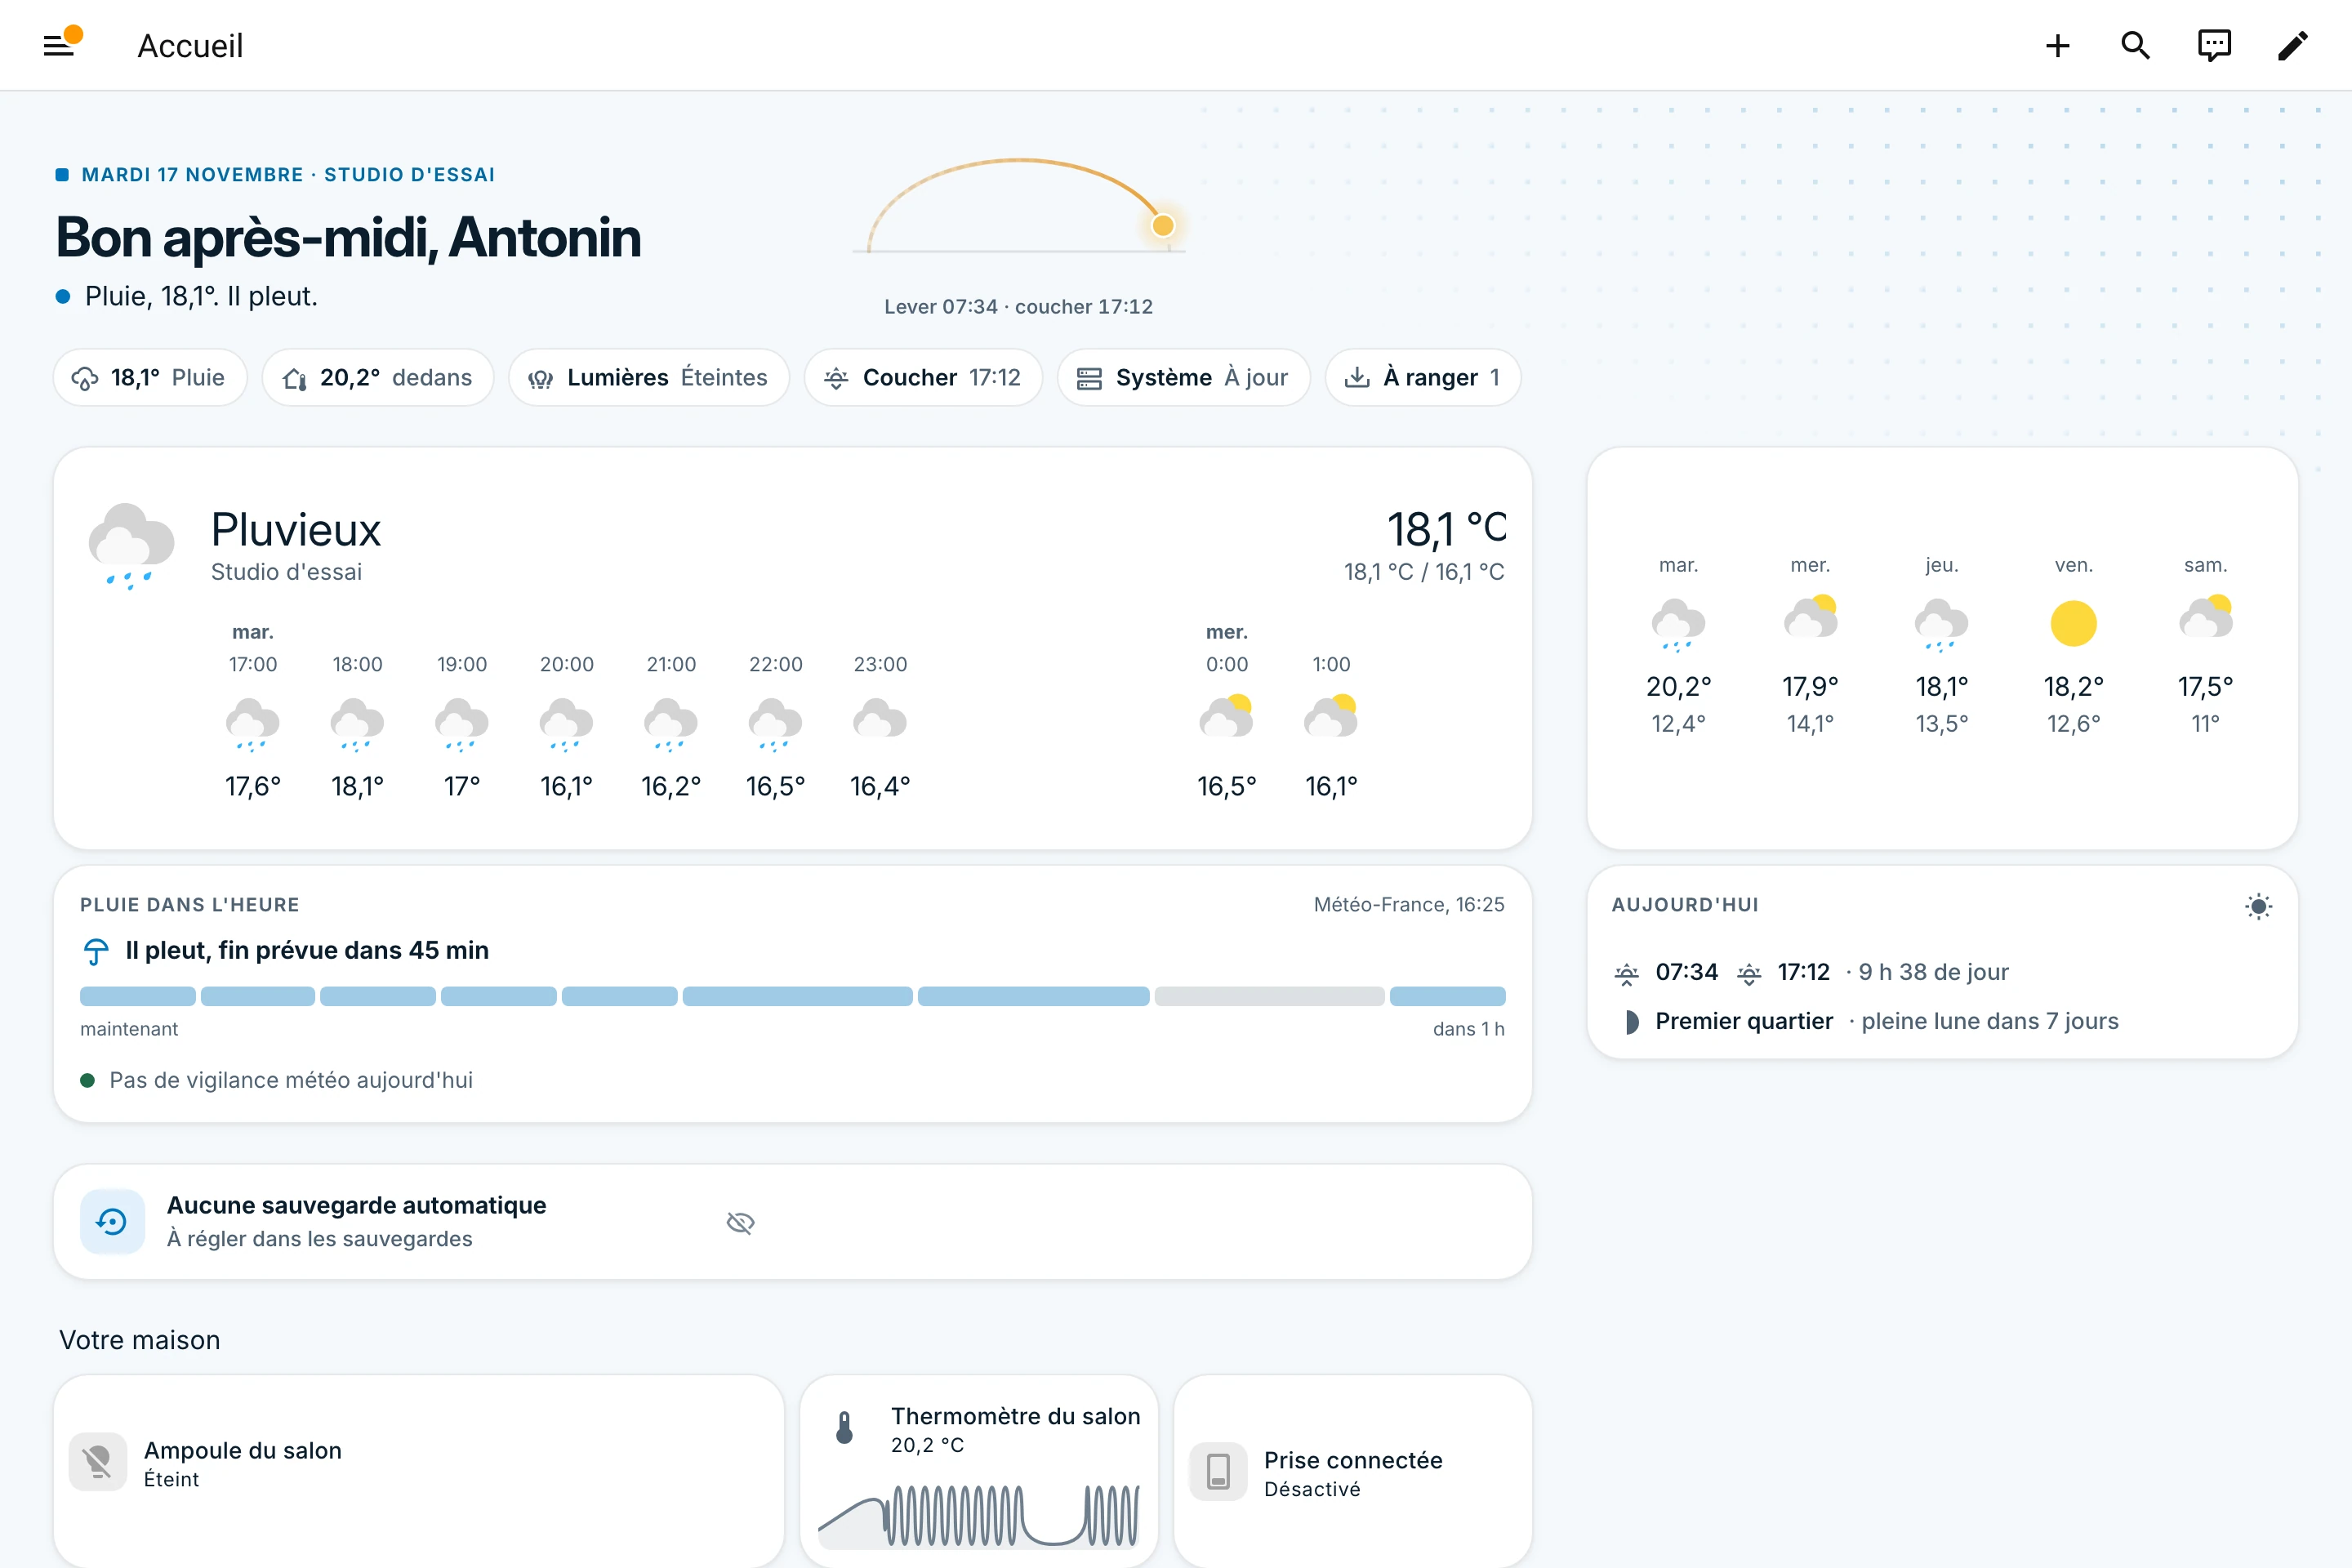 Accueil
MARDI 17 NOVEMBRE · STUDIO D'ESSAI
Bon après-midi, Antonin
Pluie, 18,1°. Il pleut.
Lever 07:34 · coucher 17:12
18,1° Pluie
20,2° dedans
Lumières Éteintes
Coucher 17:12
Système À jour
À ranger 1
Pluvieux
Studio d'essai
18,1 °C
18,1 °C / 16,1 °C
mar. mer.
17:00 18:00 19:00 20:00 21:00 22:00 23:00 0:00 1:00
17,6° 18,1° 17° 16,1° 16,2° 16,5° 16,4° 16,5° 16,1°
mar. mer. jeu. ven. sam.
20,2° 17,9° 18,1° 18,2° 17,5°
12,4° 14,1° 13,5° 12,6° 11°
PLUIE DANS L'HEURE
Météo-France, 16:25
Il pleut, fin prévue dans 45 min
maintenant
dans 1 h
Pas de vigilance météo aujourd'hui
AUJOURD'HUI
07:34 17:12 · 9 h 38 de jour
Premier quartier · pleine lune dans 7 jours
Aucune sauvegarde automatique
À régler dans les sauvegardes
Votre maison
Ampoule du salon
Éteint
Thermomètre du salon
20,2 °C
Prise connectée
Désactivé